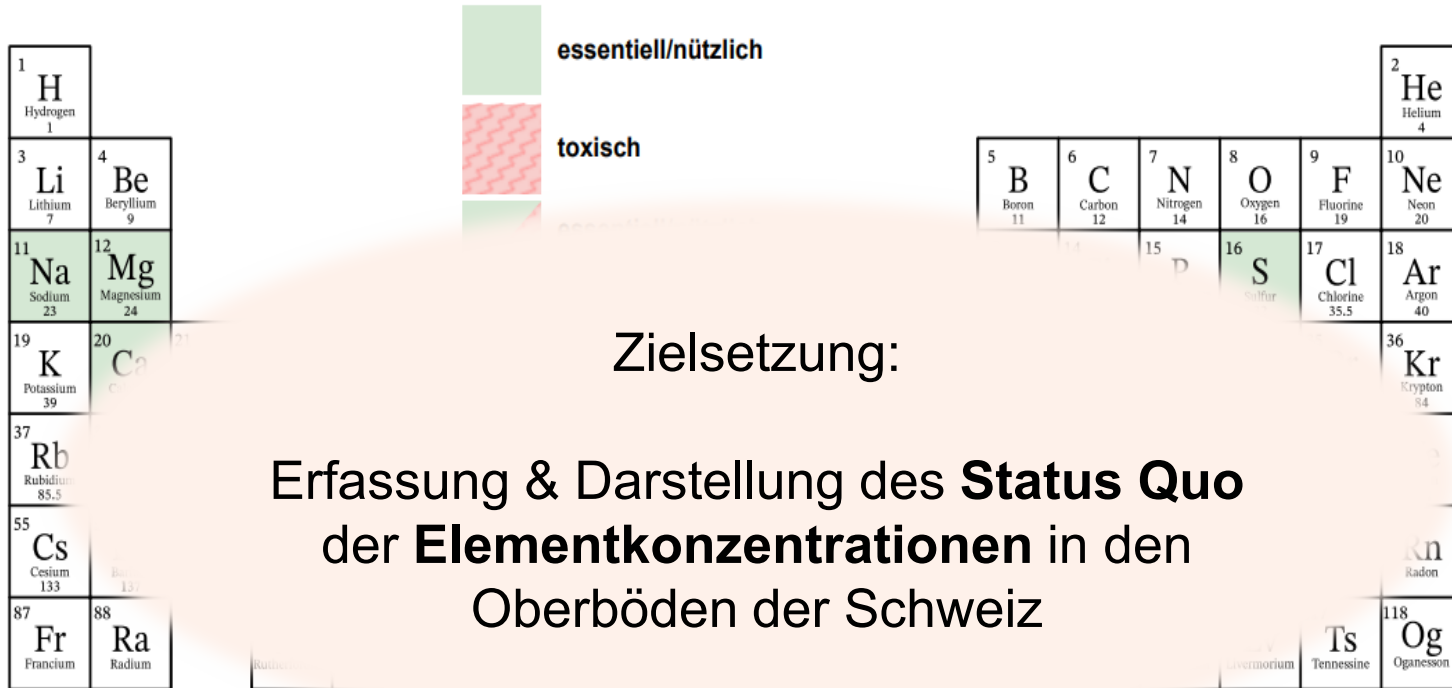 essentiell/nützlich
toxisch
1
H
Hydrogen
1
2
He
Helium
4
3
Li
Lithium
7
4
Be
Beryllium
9
5
B
Boron
11
6
C
Carbon
12
7
N
Nitrogen
14
8
O
Oxygen
16
9
F
Fluorine
19
10
Ne
Neon
20
11
Na
Sodium
23
12
Mg
Magnesium
24
15
16
S
Sulfur
17
Cl
Chlorine
35.5
18
Ar
Argon
40
19
K
Potassium
39
20
Ca
36
Kr
Krypton
84
37
Rb
85.5
55
Cs
Cesium
133
Rn
Radon
87
Fr
Francium
88
Ra
Radium
Ts
Tennessine
118
Og
Oganesson
Zielsetzung:
Erfassung & Darstellung des Status Quo
der Elementkonzentrationen in den
Oberböden der Schweiz